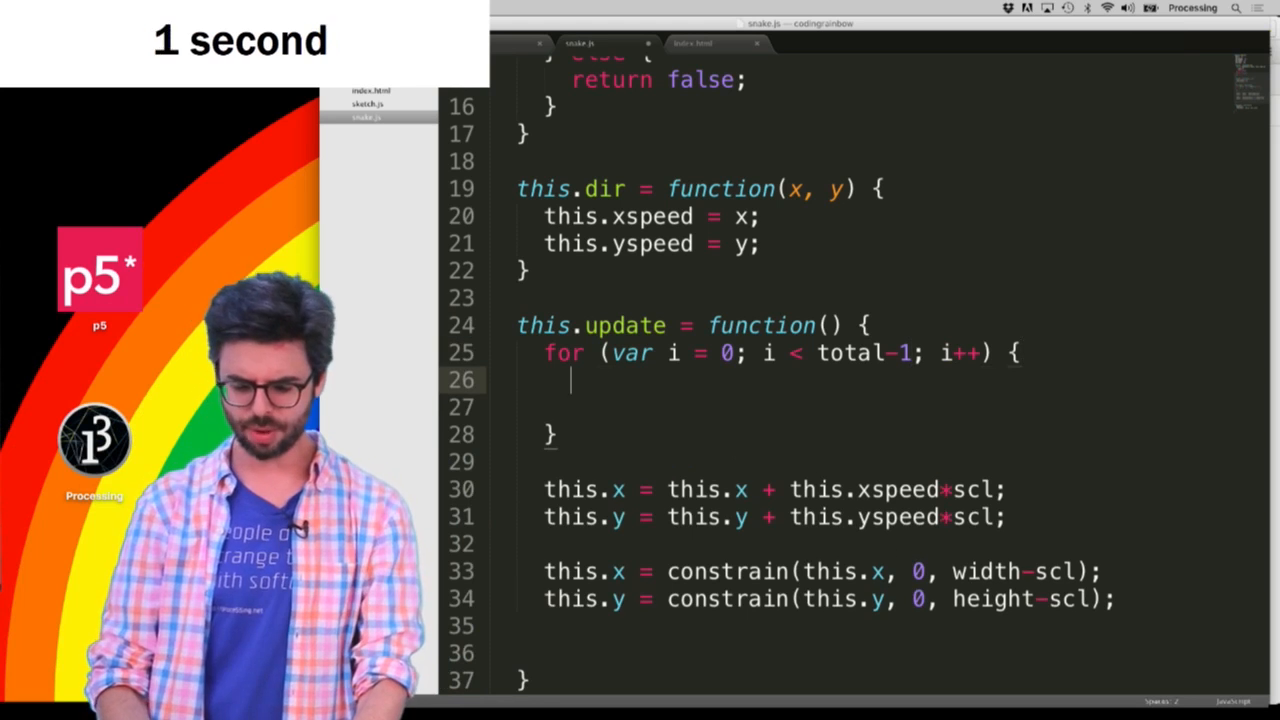 1 second
Processing
snake.js — codingrainbow
snake.js
index.html
index.html
sketch.js
snake.js
} else {
return false;
16 }
17 }
18
19 this.dir = function(x, y) {
20 this.xspeed = x;
21 this.yspeed = y;
22 }
23
24 this.update = function() {
25 for (var i = 0; i < total-1; i++) {
26
27
28 }
29
30 this.x = this.x + this.xspeed*scl;
31 this.y = this.y + this.yspeed*scl;
32
33 this.x = constrain(this.x, 0, width-scl);
34 this.y = constrain(this.y, 0, height-scl);
35
36
37 }
p5*
p5
Processing
Spaces: 2
JavaScript